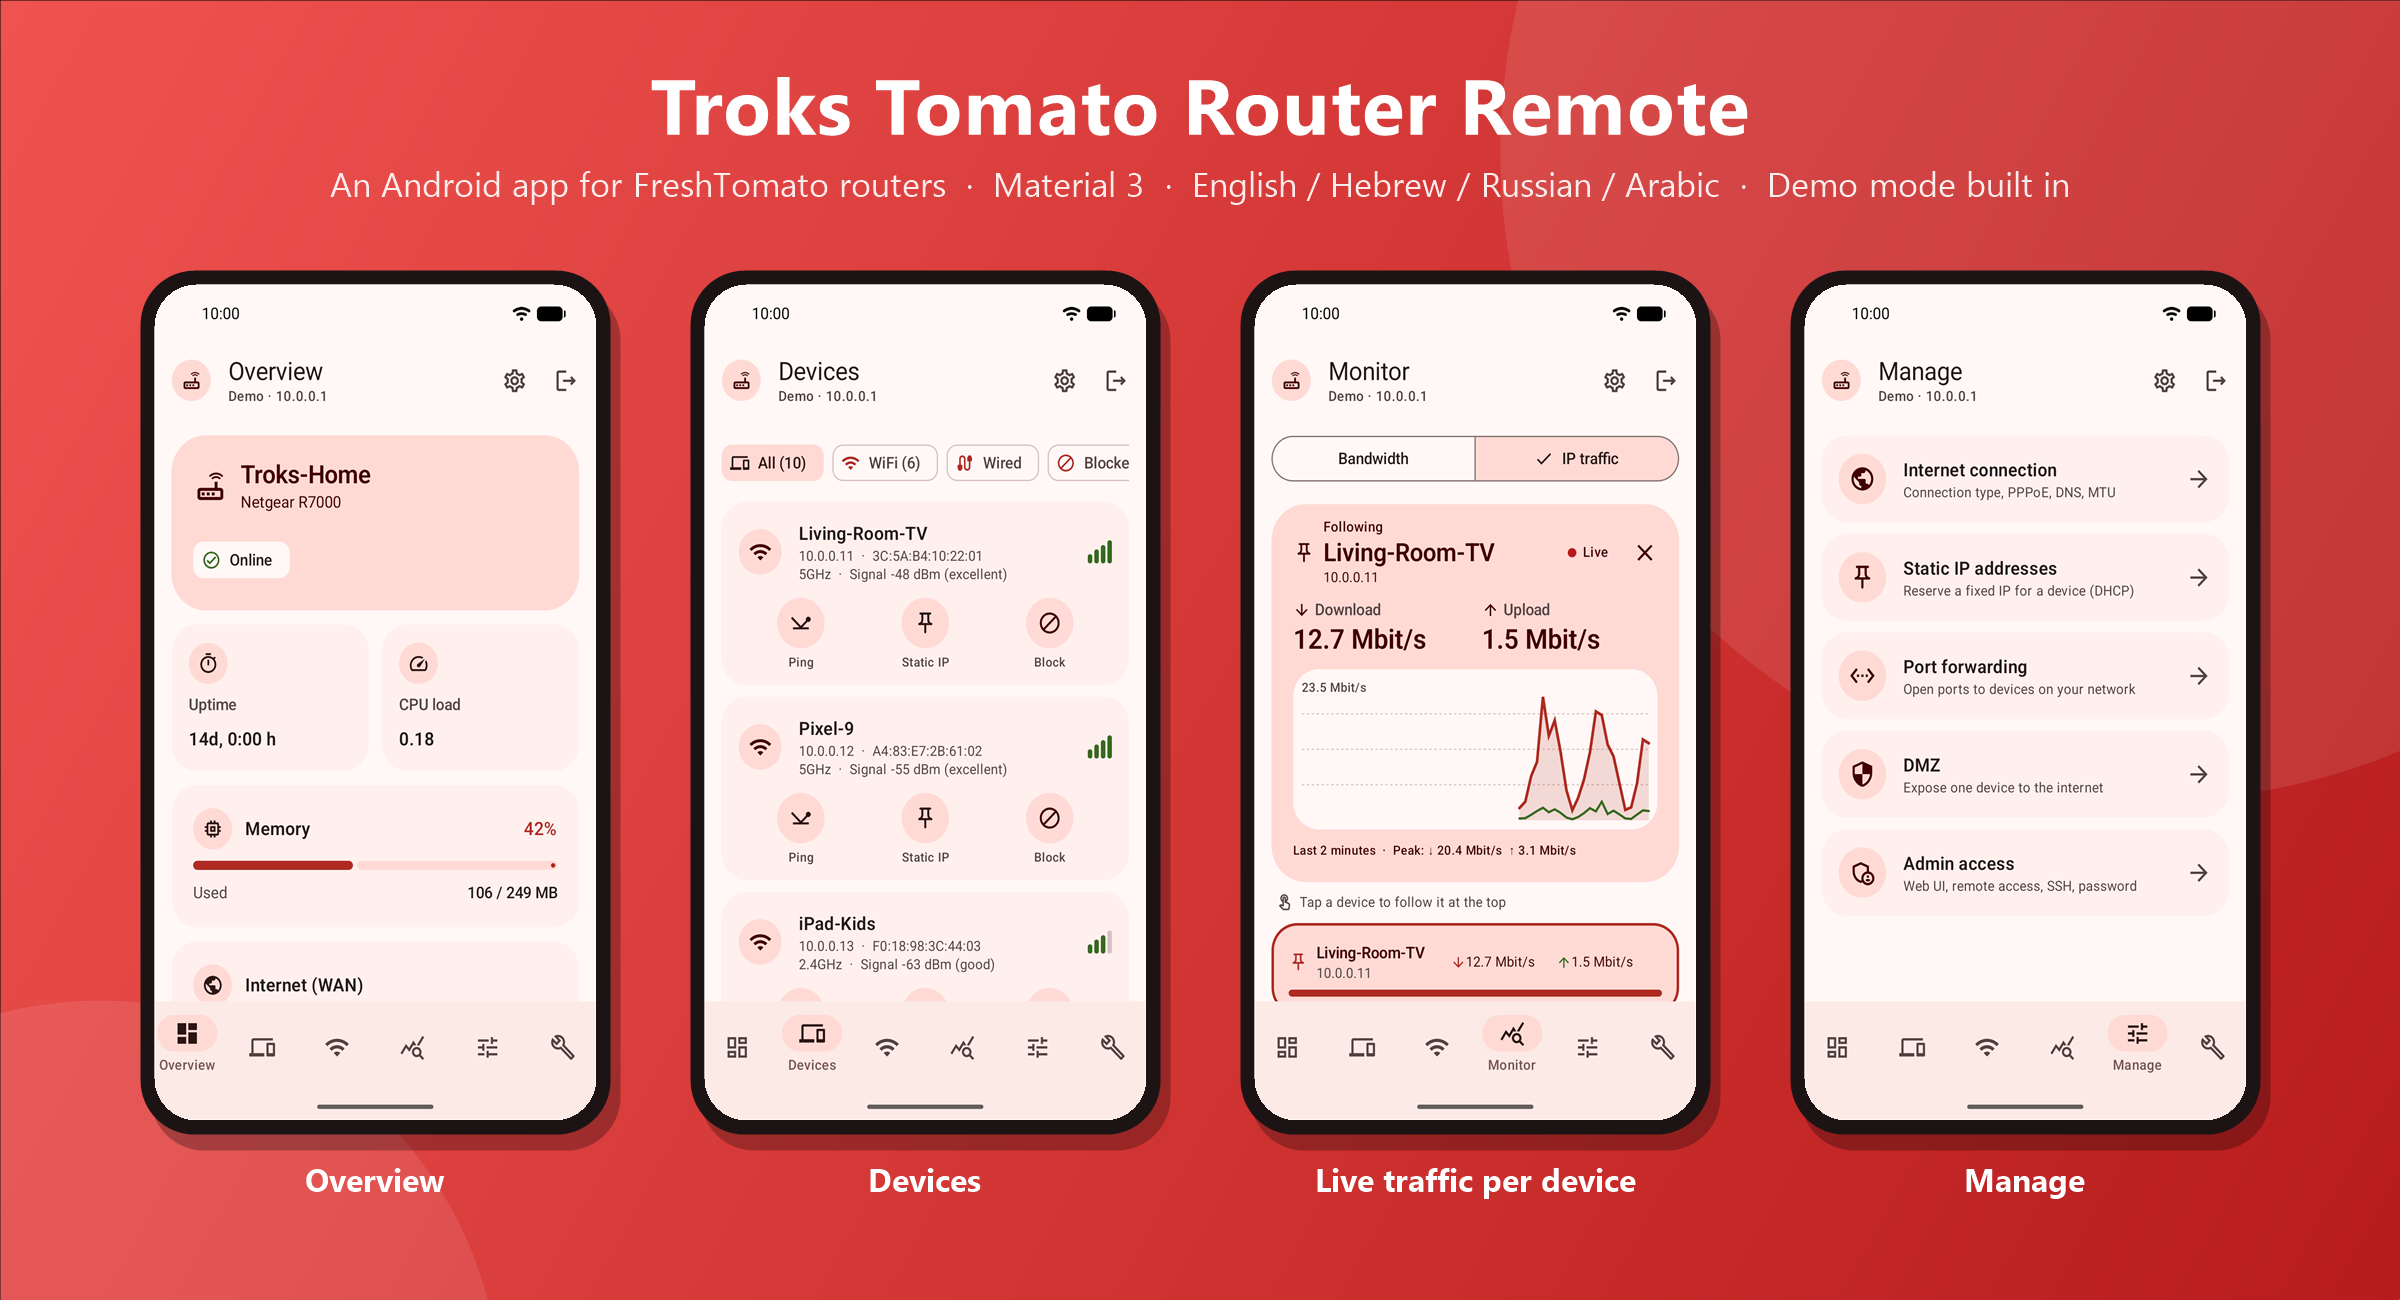 Troks Tomato Router Remote
An Android app for FreshTomato routers · Material 3 · English / Hebrew / Russian / Arabic · Demo mode built in
10:00
Overview
Demo · 10.0.0.1
Troks-Home
Netgear R7000
Online
Uptime
14d, 0:00 h
CPU load
0.18
Memory
42%
Used
106 / 249 MB
Internet (WAN)
Overview
Overview
10:00
Devices
Demo · 10.0.0.1
All (10)
WiFi (6)
Wired
Blocke
Living-Room-TV
10.0.0.11 · 3C:5A:B4:10:22:01
5GHz · Signal -48 dBm (excellent)
Ping
Static IP
Block
Pixel-9
10.0.0.12 · A4:83:E7:2B:61:02
5GHz · Signal -55 dBm (excellent)
Ping
Static IP
Block
iPad-Kids
10.0.0.13 · F0:18:98:3C:44:03
2.4GHz · Signal -63 dBm (good)
Devices
Devices
10:00
Monitor
Demo · 10.0.0.1
Bandwidth
IP traffic
Following
Living-Room-TV
Live
10.0.0.11
↓ Download
12.7 Mbit/s
↑ Upload
1.5 Mbit/s
23.5 Mbit/s
Last 2 minutes · Peak: ↓ 20.4 Mbit/s ↑ 3.1 Mbit/s
Tap a device to follow it at the top
Living-Room-TV
10.0.0.11
↓ 12.7 Mbit/s
↑ 1.5 Mbit/s
Monitor
Live traffic per device
10:00
Manage
Demo · 10.0.0.1
Internet connection
Connection type, PPPoE, DNS, MTU
Static IP addresses
Reserve a fixed IP for a device (DHCP)
Port forwarding
Open ports to devices on your network
DMZ
Expose one device to the internet
Admin access
Web UI, remote access, SSH, password
Manage
Manage